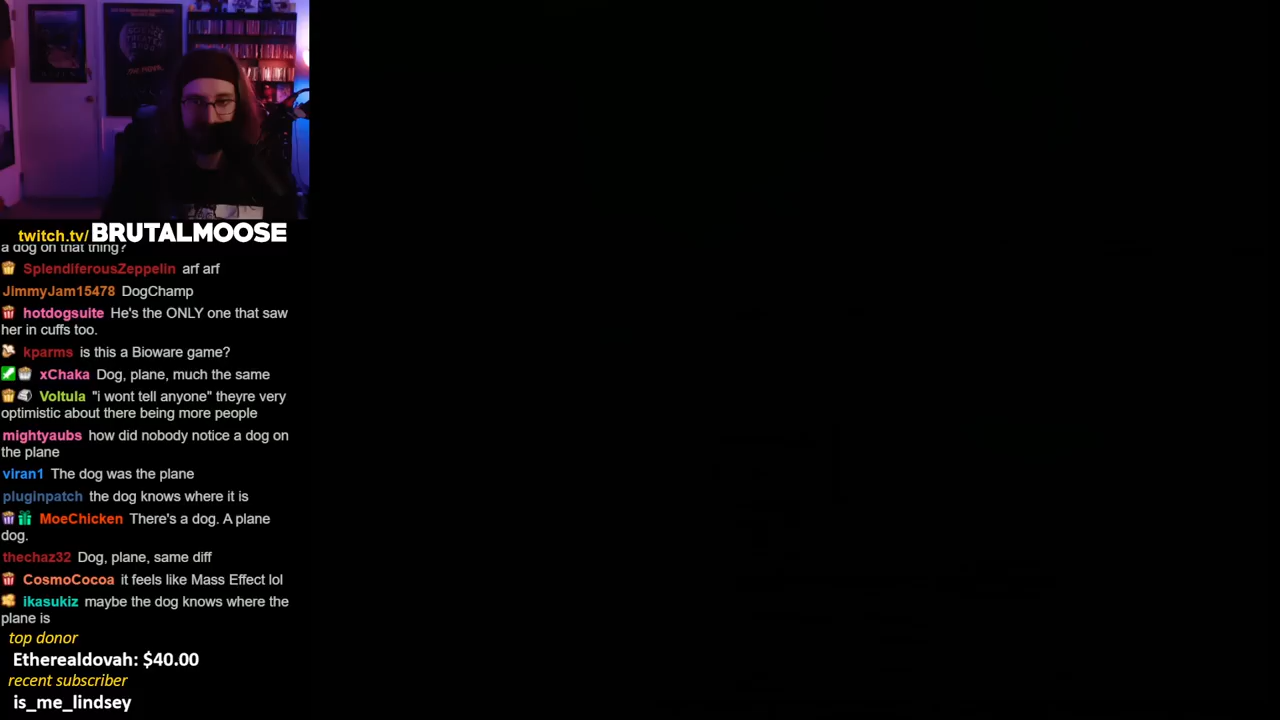 twitch.tv/BRUTALMOOSE
a dog on that thing?
SplendiferousZeppelin arf arf
JimmyJam15478 DogChamp
hotdogsuite He's the ONLY one that saw
her in cuffs too.
kparms is this a Bioware game?
xChaka Dog, plane, much the same
Voltula "i wont tell anyone" theyre very
optimistic about there being more people
mightyaubs how did nobody notice a dog on
the plane
viran1 The dog was the plane
pluginpatch the dog knows where it is
MoeChicken There's a dog. A plane
dog.
thechaz32 Dog, plane, same diff
CosmoCocoa it feels like Mass Effect lol
ikasukiz maybe the dog knows where the
plane is
top donor
Etherealdovah: $40.00
recent subscriber
is_me_lindsey